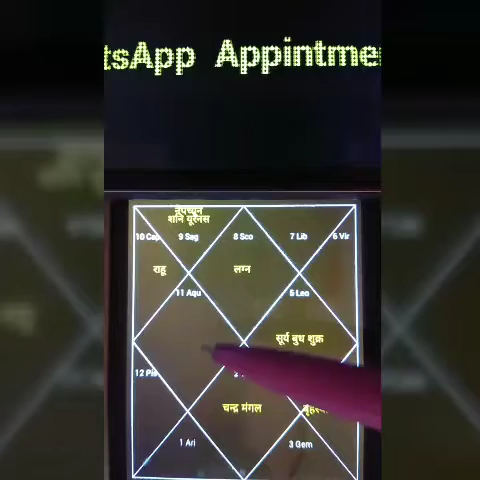 tsApp Appintme
नेपच्यून
शनि यूरेनस
10 Cap 9 Sag 8 Sco 7 Lib 6 Vir
राहू लग्न
11 Aqu 5 Leo
सूर्य बुध शुक्र
12 Pis
चन्द्र मंगल
1 Ari 3 Gem